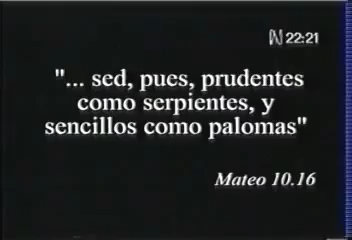 N 22:21
"... sed, pues, prudentes
como serpientes, y
sencillos como palomas"
Mateo 10.16